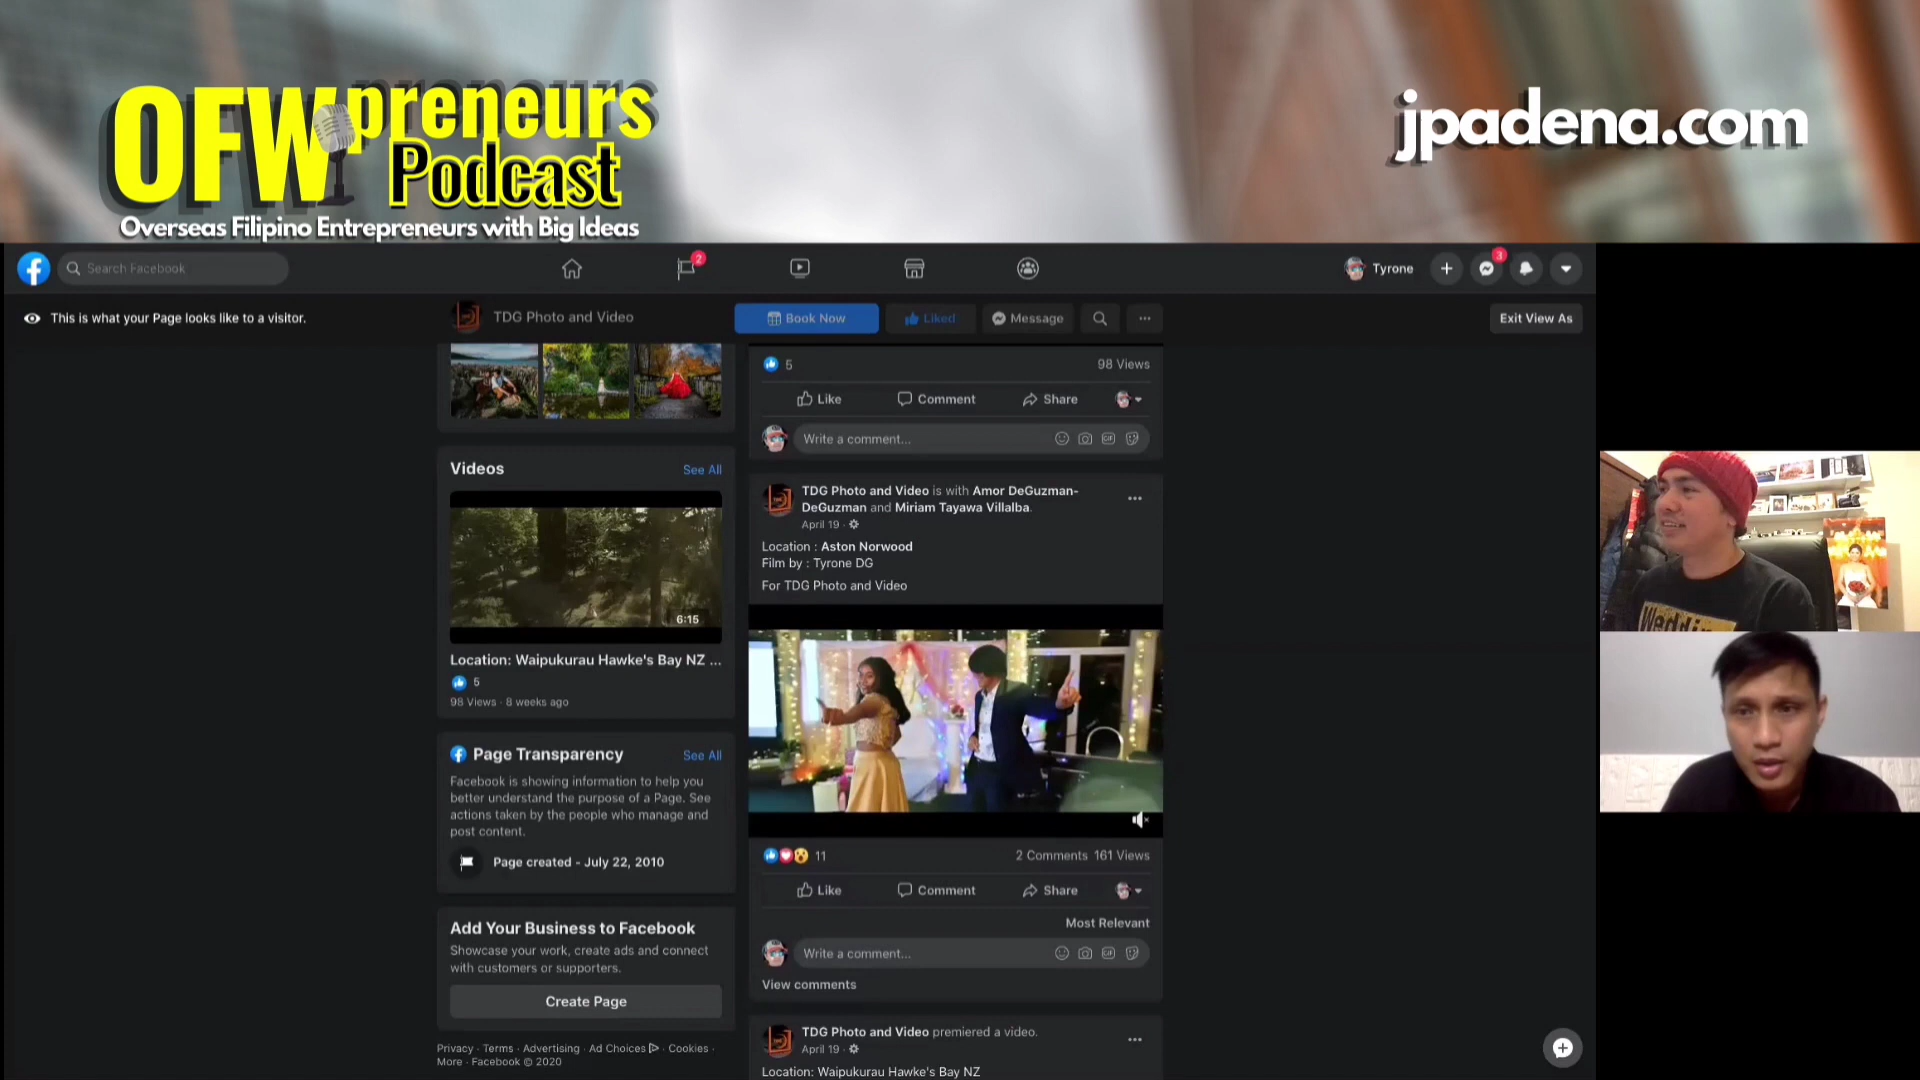 OFWpreneurs
Podcast
Overseas Filipino Entrepreneurs with Big Ideas
jpadena.com
Search Facebook
2
Tyrone
3
This is what your Page looks like to a visitor.
TDG Photo and Video
Book Now
Liked
Message
Exit View As
Videos
See All
6:15
Location: Waipukurau Hawke's Bay NZ ...
5
98 Views · 8 weeks ago
Page Transparency
See All
Facebook is showing information to help you
better understand the purpose of a Page. See
actions taken by the people who manage and
post content.
Page created - July 22, 2010
Add Your Business to Facebook
Showcase your work, create ads and connect
with customers or supporters.
Create Page
Privacy · Terms · Advertising · Ad Choices · Cookies ·
More · Facebook © 2020
5
98 Views
Like
Comment
Share
Write a comment...
GIF
TDG Photo and Video is with Amor DeGuzman-
DeGuzman and Miriam Tayawa Villalba.
April 19 ·
Location : Aston Norwood
Film by : Tyrone DG
For TDG Photo and Video
11
2 Comments 161 Views
Like
Comment
Share
Most Relevant
Write a comment...
GIF
View comments
TDG Photo and Video premiered a video.
April 19 ·
Location: Waipukurau Hawke's Bay NZ